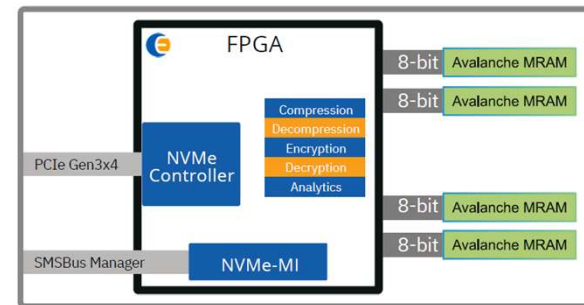 FPGA
8-bit Avalanche MRAM
8-bit Avalanche MRAM
Compression
Decompression
Encryption
Decryption
Analytics
PCIe Gen3x4
NVMe
Controller
8-bit Avalanche MRAM
8-bit Avalanche MRAM
SMSBus Manager
NVMe-MI